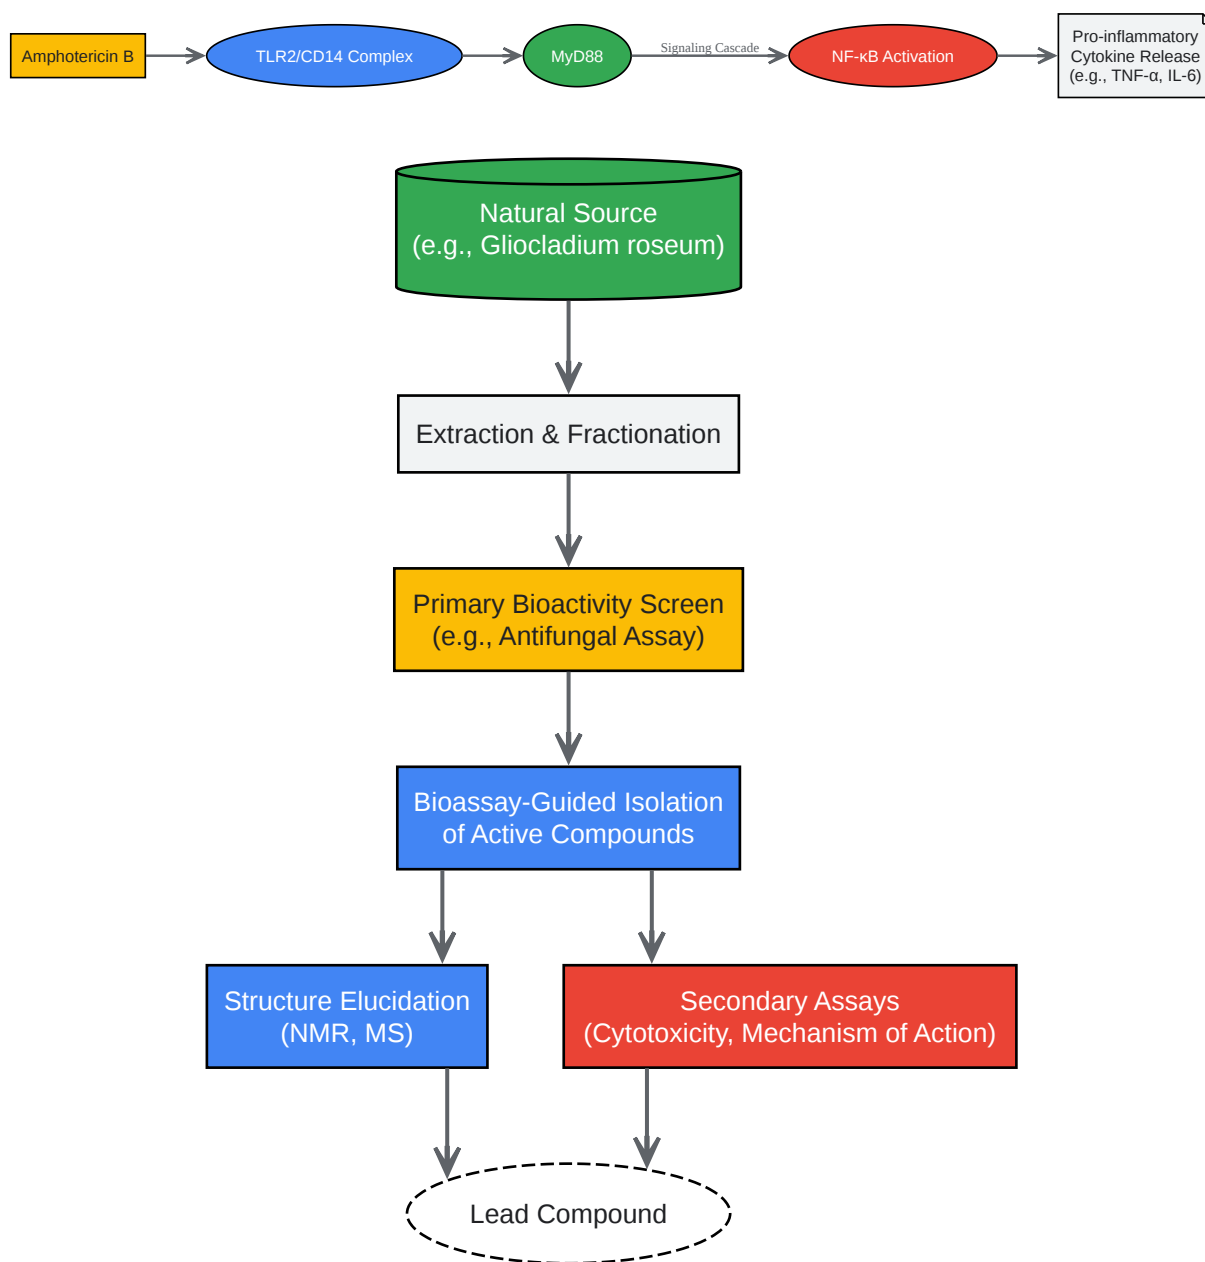 Amphotericin B
TLR2/CD14 Complex
MyD88
Signaling Cascade
NF-κB Activation
Pro-inflammatory
Cytokine Release
(e.g., TNF-α, IL-6)
Natural Source
(e.g., Gliocladium roseum)
Extraction & Fractionation
Primary Bioactivity Screen
(e.g., Antifungal Assay)
Bioassay-Guided Isolation
of Active Compounds
Structure Elucidation
(NMR, MS)
Secondary Assays
(Cytotoxicity, Mechanism of Action)
Lead Compound